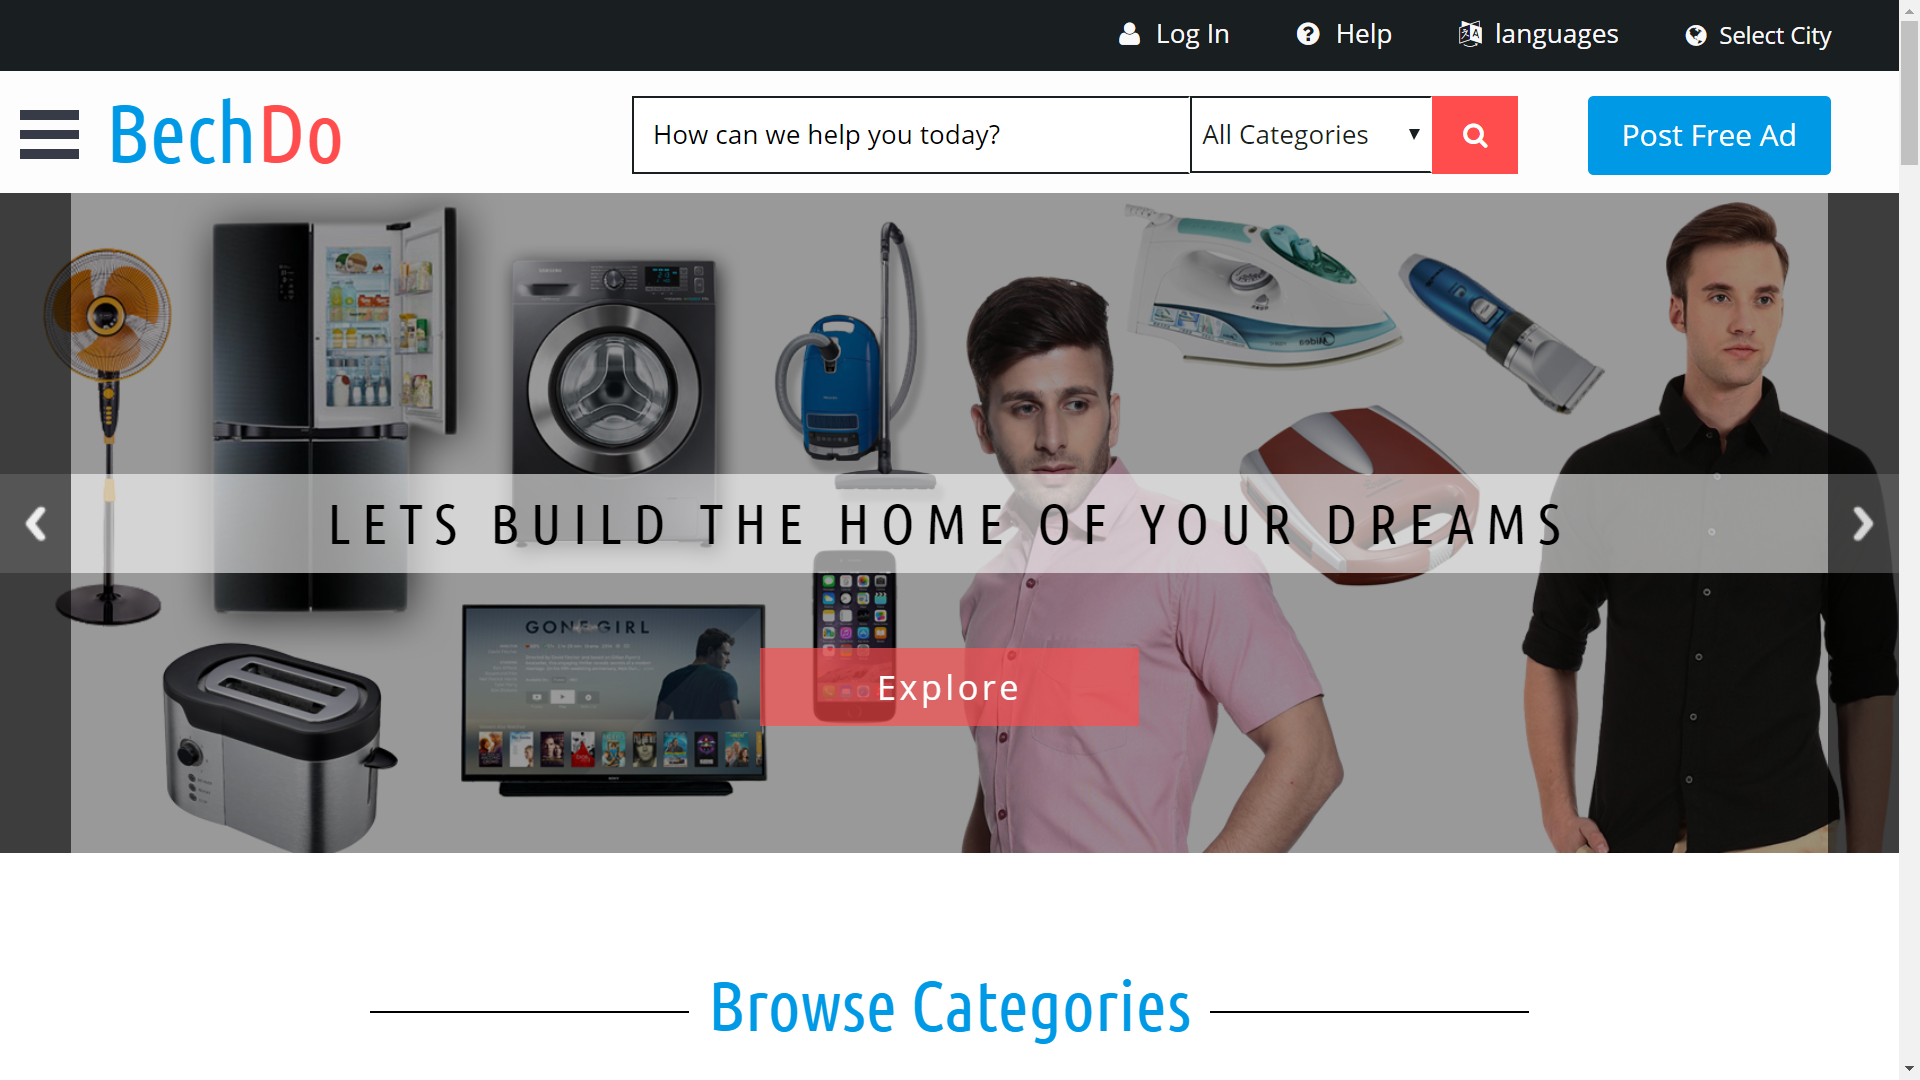 Log In
Help
languages
Select City
BechDo
How can we help you today?
All Categories
Post Free Ad
LETS BUILD THE HOME OF YOUR DREAMS
GONE GIRL
Explore
Browse Categories